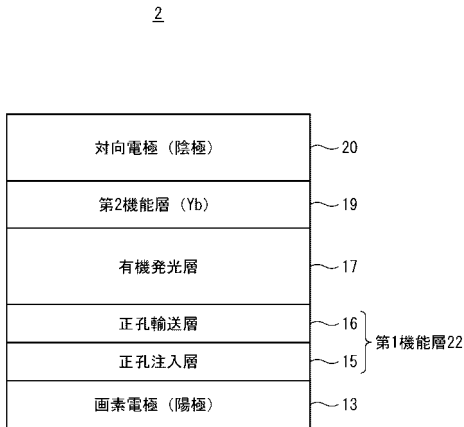 2
対向電極（陰極） 20
第2機能層（Yb） 19
有機発光層 17
正孔輸送層 16
第1機能層22
正孔注入層 15
画素電極（陽極） 13